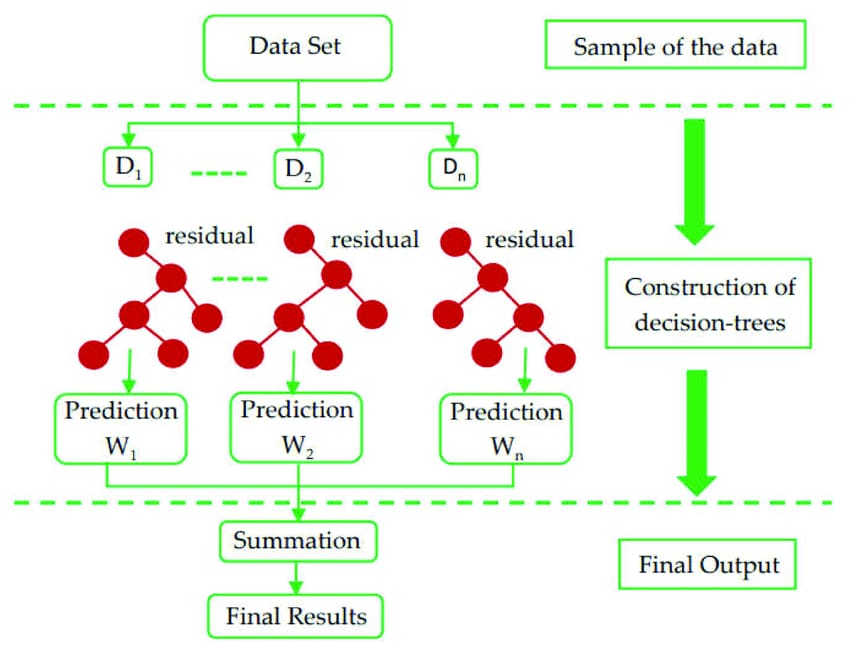 Data Set
Sample of the data
D₁
D₂
Dₙ
residual
residual
residual
Construction of
decision-trees
Prediction
W₁
Prediction
W₂
Prediction
Wₙ
Summation
Final Output
Final Results